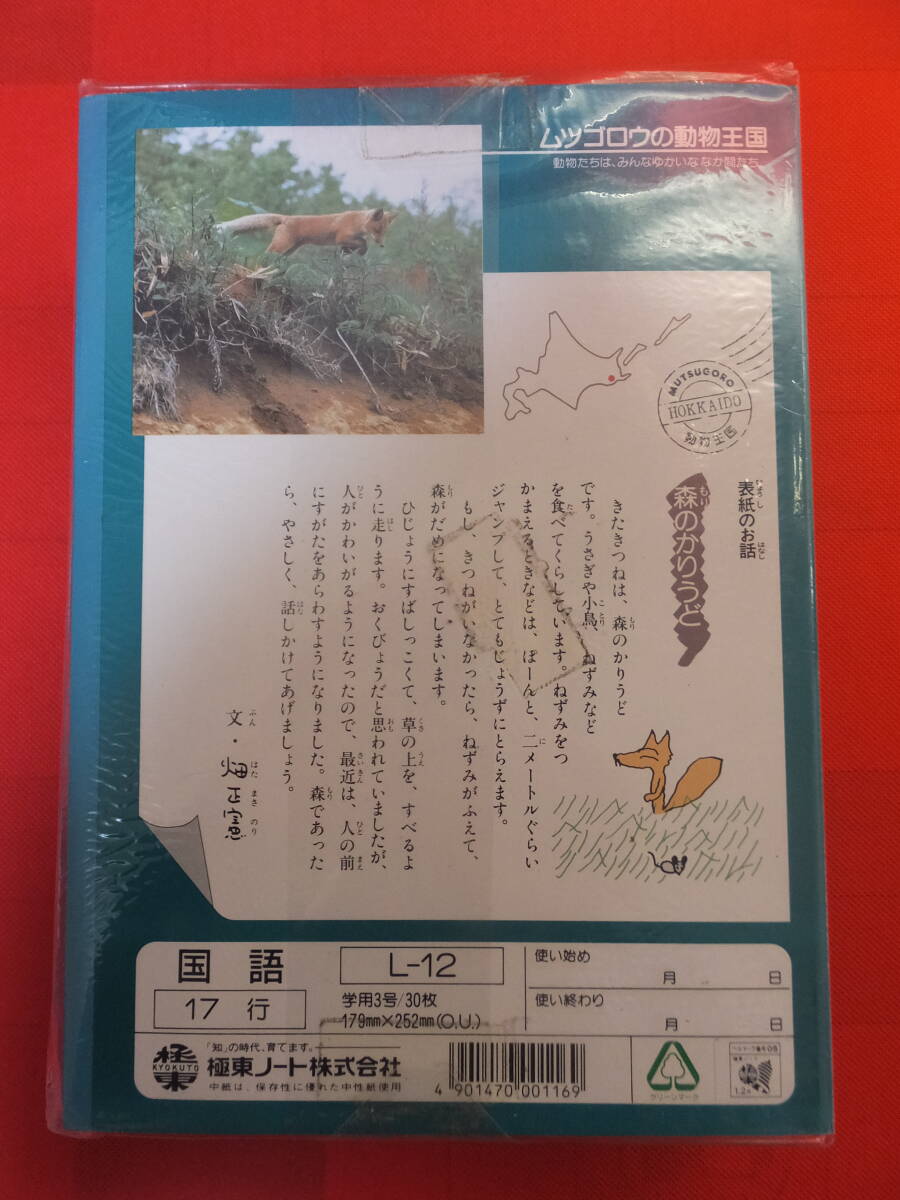 ムツゴロウの動物王国
動物たちは、みんなゆかいななか間たち。
MUTSUGORO
HOKKAIDO
動物王国
表紙のお話
森のかりうど
きたきつねは、森のかりうど
です。うさぎや小鳥、ねずみなど
を食べてくらしています。ねずみをつ
かまえるときなどは、ぽーんと、二メートルぐらい
ジャンプして、とてもじょうずにとらえます。
もし、きつねがいなかったら、ねずみがふえて、
森がだめになってしまいます。
ひじょうにすばしっこくて、草の上を、すべるよ
うに走ります。おくびょうだと思われていましたが、
人がかわいがるようになったので、最近は、人の前
にすがたをあらわすようになりました。森であった
ら、やさしく、話しかけてあげましょう。
文・畑正憲
国語
17行
L-12
学用3号/30枚
179mm×252mm(O.U.)
使い始め
月 日
使い終わり
月 日
極東
KYOKUTO
「知」の時代、育てます。
極東ノート株式会社
中紙は、保存性に優れた中性紙使用
4 901470 001169
グリーンマーク